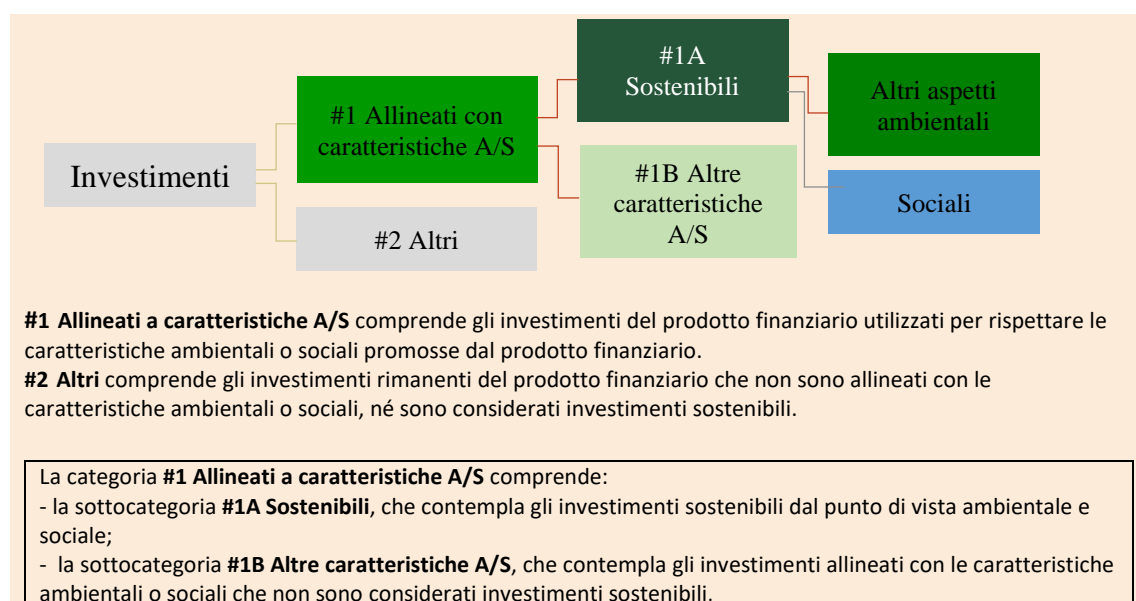 Investimenti
#1 Allineati con
caratteristiche A/S
#2 Altri
#1A
Sostenibili
#1B Altre
caratteristiche
A/S
Altri aspetti
ambientali
Sociali
#1 Allineati a caratteristiche A/S comprende gli investimenti del prodotto finanziario utilizzati per rispettare le
caratteristiche ambientali o sociali promosse dal prodotto finanziario.
#2 Altri comprende gli investimenti rimanenti del prodotto finanziario che non sono allineati con le
caratteristiche ambientali o sociali, né sono considerati investimenti sostenibili.
La categoria #1 Allineati a caratteristiche A/S comprende:
- la sottocategoria #1A Sostenibili, che contempla gli investimenti sostenibili dal punto di vista ambientale e
sociale;
- la sottocategoria #1B Altre caratteristiche A/S, che contempla gli investimenti allineati con le caratteristiche
ambientali o sociali che non sono considerati investimenti sostenibili.